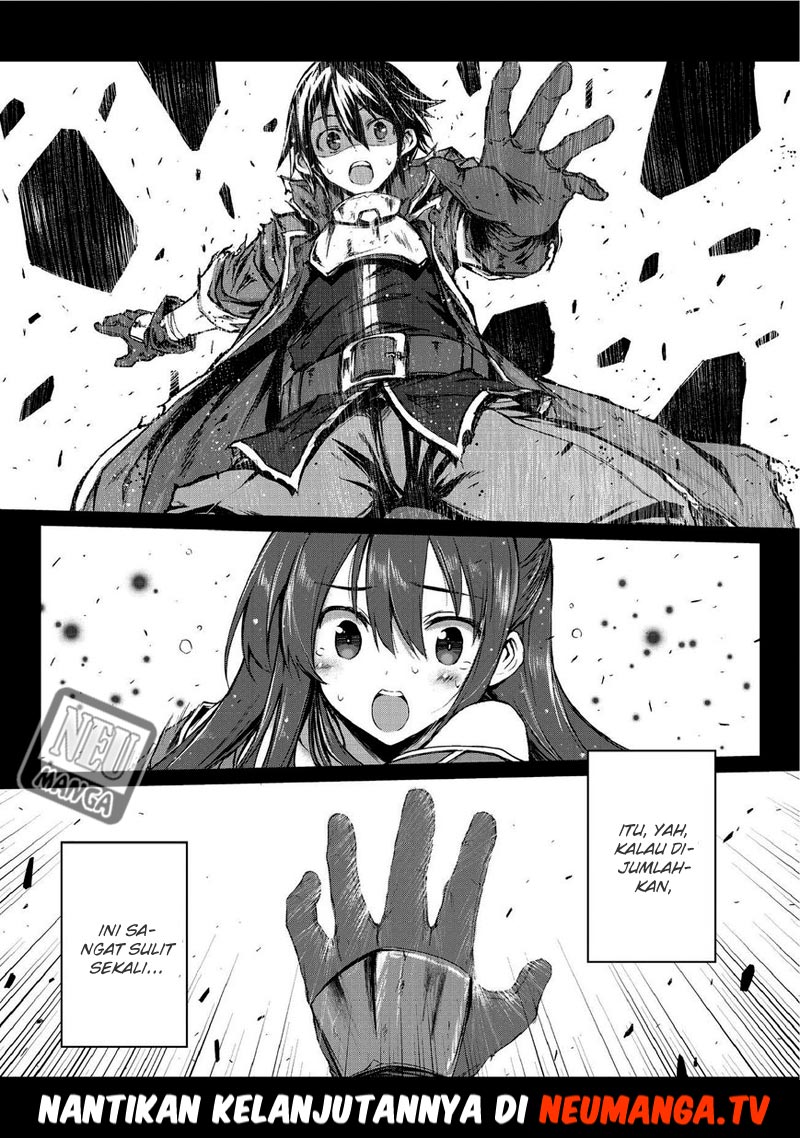 NEU
MANGA
ITU, YAH,
KALAU DI-
JUMLAH-
KAN,
INI SA-
NGAT SULIT
SEKALI...
NANTIKAN KELANJUTANNYA DI NEUMANGA.TV